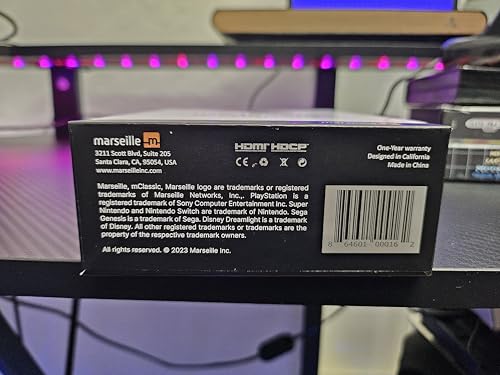 marseille m
3211 Scott Blvd, Suite 205
Santa Clara, CA, 95054, USA
www.marseilleinc.com
HDMI HDCP
CE
One-Year warranty
Designed in California
Made in China
Marseille, mClassic, Marseille logo are trademarks or registered
trademarks of Marseille Networks, Inc,. PlayStation is a
registered trademark of Sony Computer Entertainment Inc. Super
Nintendo and Nintendo Switch are trademark of Nintendo. Sega
Genesis is a trademark of Sega. Disney Dreamlight is a trademark
of Disney. All other registered trademarks or trademarks are the
property of the respective trademark owners.
All rights reserved. © 2023 Marseille Inc.
8 64601 00016 2